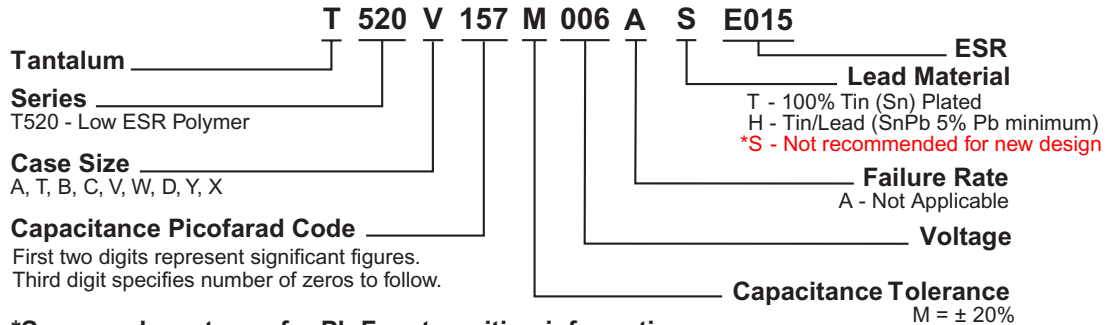 T 520 V 157 M 006 A S E015
Tantalum
Series
T520 - Low ESR Polymer
Case Size
A, T, B, C, V, W, D, Y, X
Capacitance Picofarad Code
First two digits represent significant figures.
Third digit specifies number of zeros to follow.
ESR
Lead Material
T - 100% Tin (Sn) Plated
H - Tin/Lead (SnPb 5% Pb minimum)
*S - Not recommended for new design
Failure Rate
A - Not Applicable
Voltage
Capacitance Tolerance
M = ± 20%